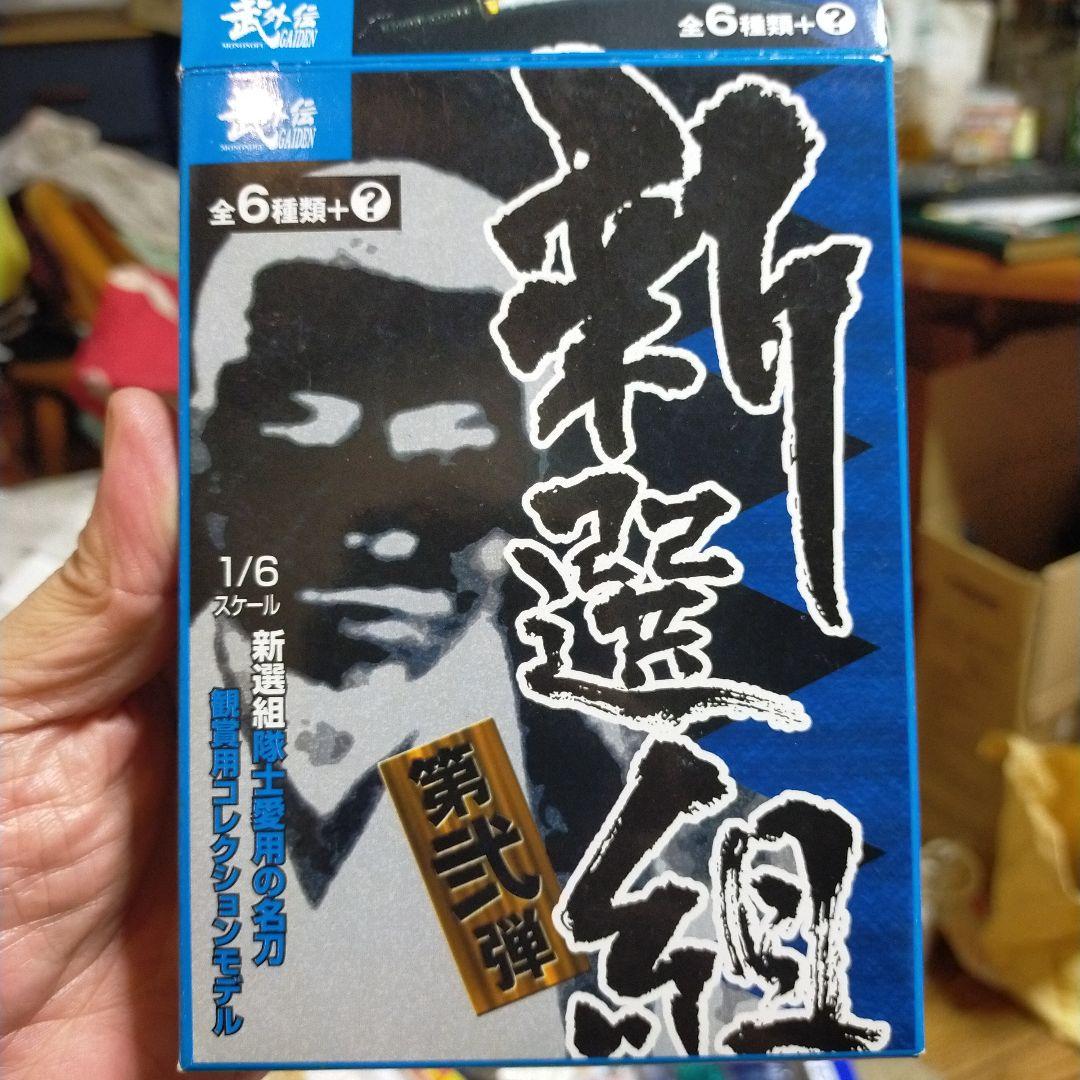 武外伝
MONONOFU GAIDEN
全6種類+?
武外伝
MONONOFU GAIDEN
全6種類+?
新選組
1/6
スケール
新選組隊士愛用の名刀
観賞用コレクションモデル
第弐弾